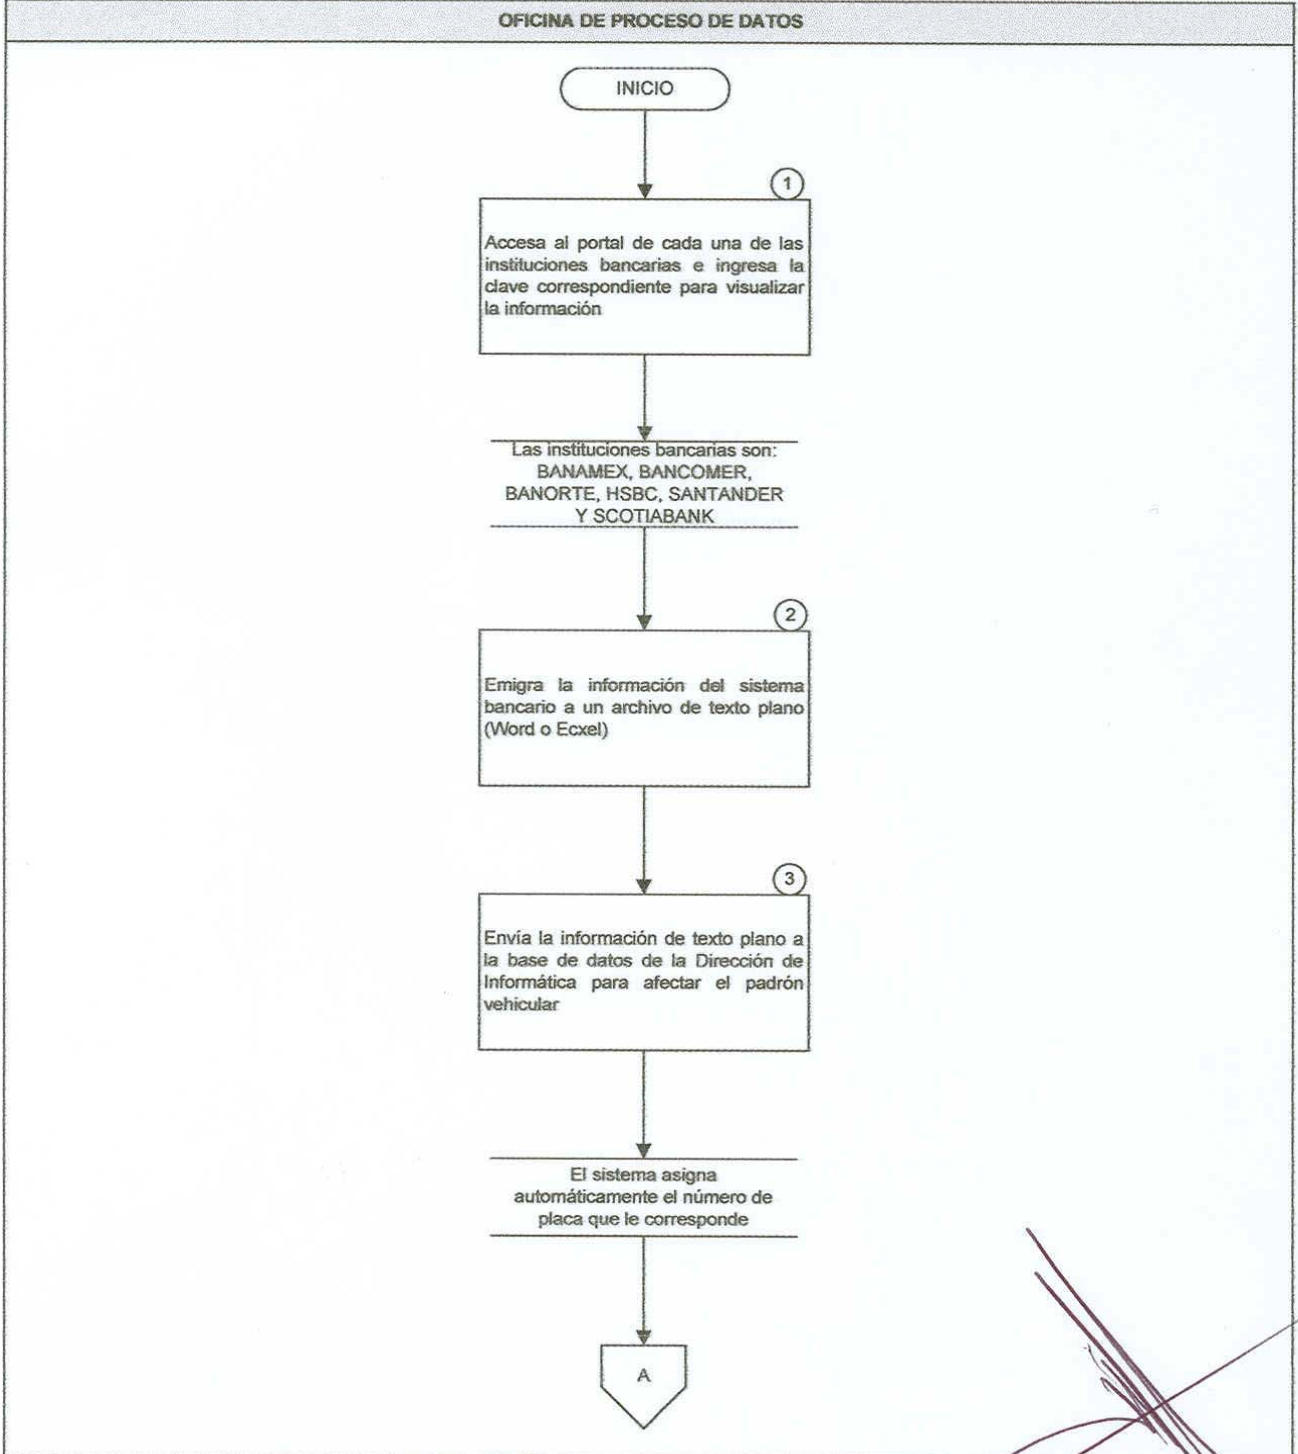 OFICINA DE PROCESO DE DATOS
INICIO
1
Accesa al portal de cada una de las
instituciones bancarias e ingresa la
clave correspondiente para visualizar
la información
Las instituciones bancarias son:
BANAMEX, BANCOMER,
BANORTE, HSBC, SANTANDER
Y SCOTIABANK
2
Emigra la información del sistema
bancario a un archivo de texto plano
(Word o Ecxel)
3
Envía la información de texto plano a
la base de datos de la Dirección de
Informática para afectar el padrón
vehicular
El sistema asigna
automáticamente el número de
placa que le corresponde
A